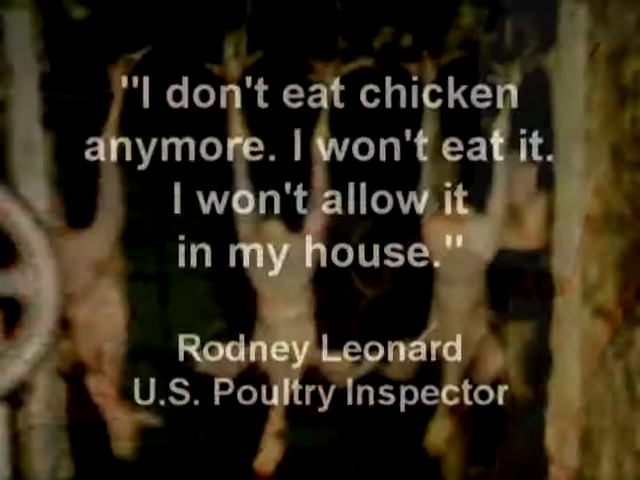 "I don't eat chicken
anymore. I won't eat it.
I won't allow it
in my house."
Rodney Leonard
U.S. Poultry Inspector